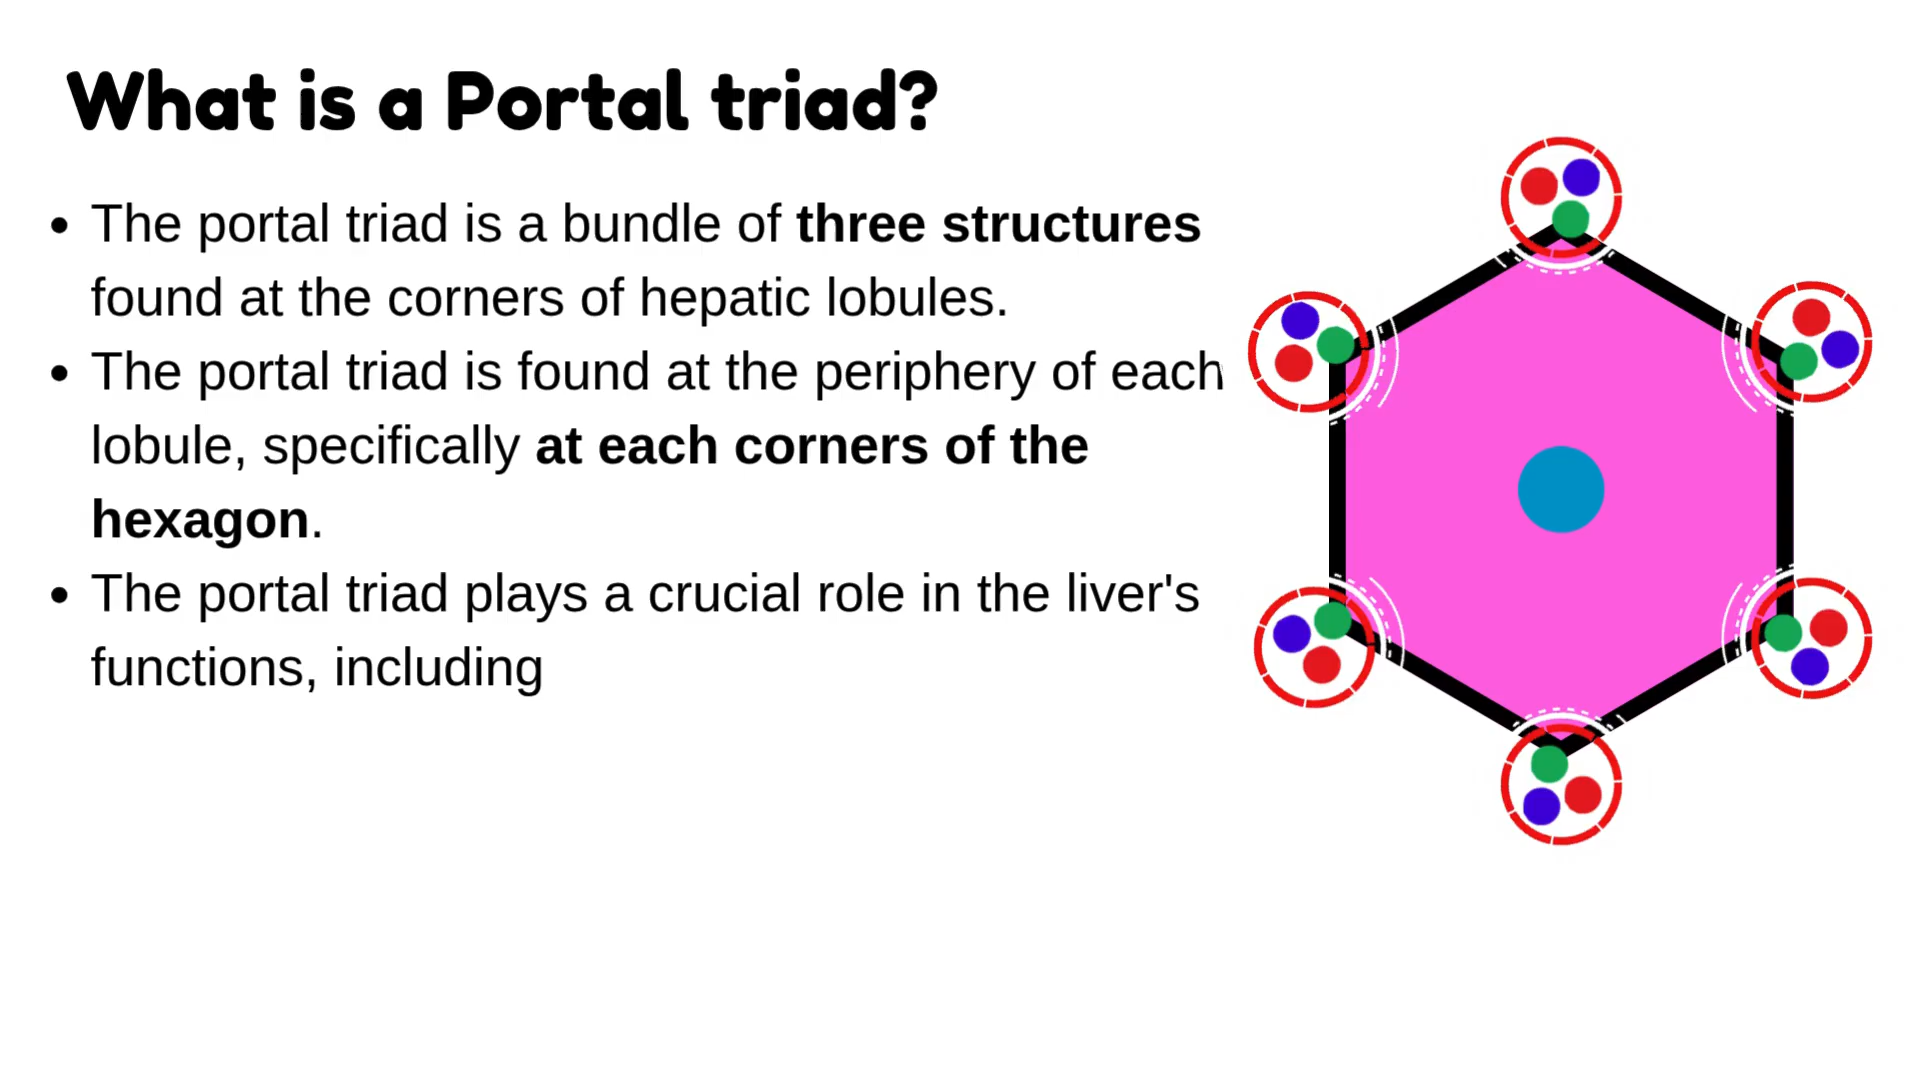 What is a Portal triad?
• The portal triad is a bundle of three structures
found at the corners of hepatic lobules.
• The portal triad is found at the periphery of each
lobule, specifically at each corners of the
hexagon.
• The portal triad plays a crucial role in the liver's
functions, including